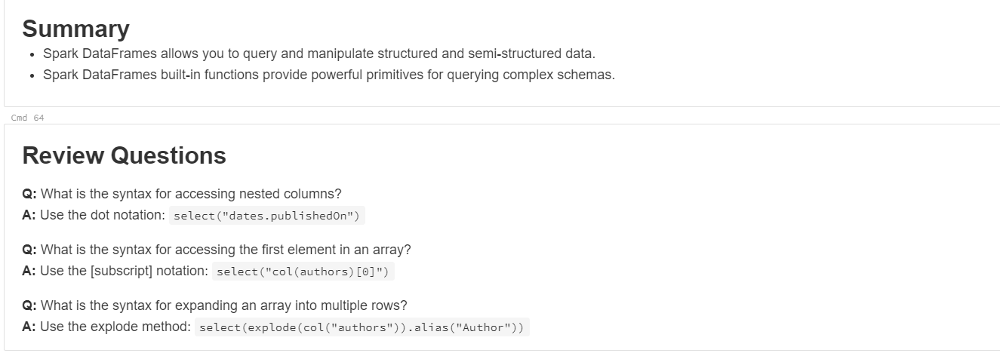 Summary
• Spark DataFrames allows you to query and manipulate structured and semi-structured data.
• Spark DataFrames built-in functions provide powerful primitives for querying complex schemas.
Cmd 64
Review Questions
Q: What is the syntax for accessing nested columns?
A: Use the dot notation: select("dates.publishedOn")
Q: What is the syntax for accessing the first element in an array?
A: Use the [subscript] notation: select("col(authors)[0]")
Q: What is the syntax for expanding an array into multiple rows?
A: Use the explode method: select(explode(col("authors")).alias("Author"))